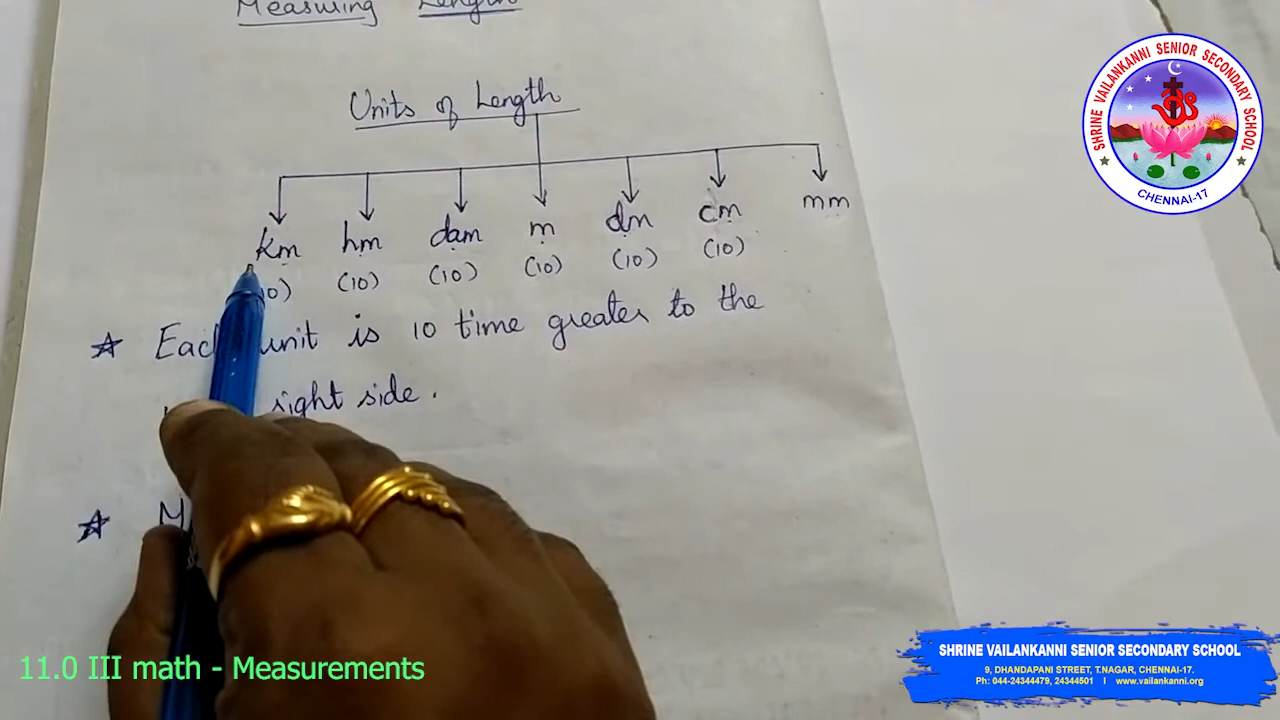 Measuring Length
Units of Length
km hm dam m dm cm mm
(10) (10) (10) (10) (10) (10)
Each unit is 10 time greater to the
right side.
SHRINE VAILANKANNI SENIOR SECONDARY SCHOOL
CHENNAI-17
11.0 III math - Measurements
SHRINE VAILANKANNI SENIOR SECONDARY SCHOOL
9, DHANDAPANI STREET, T.NAGAR, CHENNAI-17.
Ph: 044-24344479, 24344501 I www.vailankanni.org